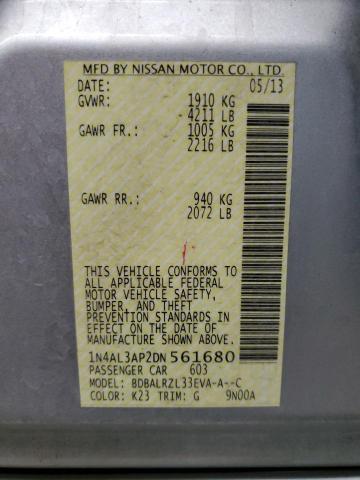 MFD BY NISSAN MOTOR CO., LTD.
DATE: 05/13
GVWR: 1910 KG
4211 LB
GAWR FR.: 1005 KG
2216 LB
GAWR RR.: 940 KG
2072 LB
THIS VEHICLE CONFORMS TO
ALL APPLICABLE FEDERAL
MOTOR VEHICLE SAFETY,
BUMPER, AND THEFT
PREVENTION STANDARDS
IN EFFECT ON THE DATE OF
MANUFACTURE SHOWN ABOVE.
1N4AL3AP2DN561680
PASSENGER CAR 603
MODEL: BDBALRZL33EVA-A--C
COLOR: K23 TRIM: G 9N00A